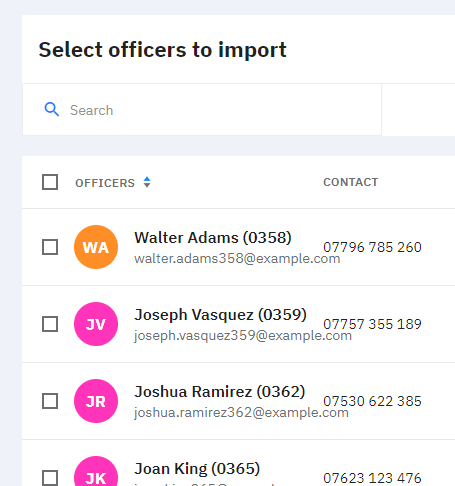 Select officers to import
Search
OFFICERS CONTACT
WA Walter Adams (0358) 07796 785 260
walter.adams358@example.com
JV Joseph Vasquez (0359) 07757 355 189
joseph.vasquez359@example.com
JR Joshua Ramirez (0362) 07530 622 385
joshua.ramirez362@example.com
JK Joan King (0365) 07623 123 476